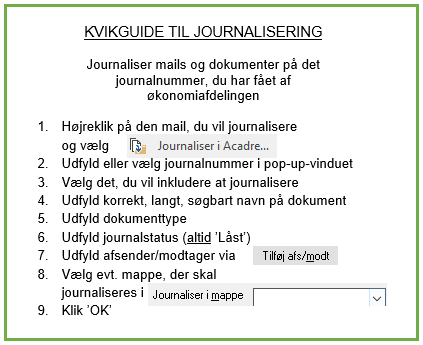 KVIKGUIDE TIL JOURNALISERING
Journaliser mails og dokumenter på det
journalnummer, du har fået af
økonomiafdelingen
1. Højreklik på den mail, du vil journalisere
og vælg Journaliser i Acadre...
2. Udfyld eller vælg journalnummer i pop-up-vinduet
3. Vælg det, du vil inkludere at journalisere
4. Udfyld korrekt, langt, søgbart navn på dokument
5. Udfyld dokumenttype
6. Udfyld journalstatus (altid ’Låst’)
7. Udfyld afsender/modtager via Tilføj afs/modt
8. Vælg evt. mappe, der skal
journaliseres i Journaliser i mappe
9. Klik ’OK’